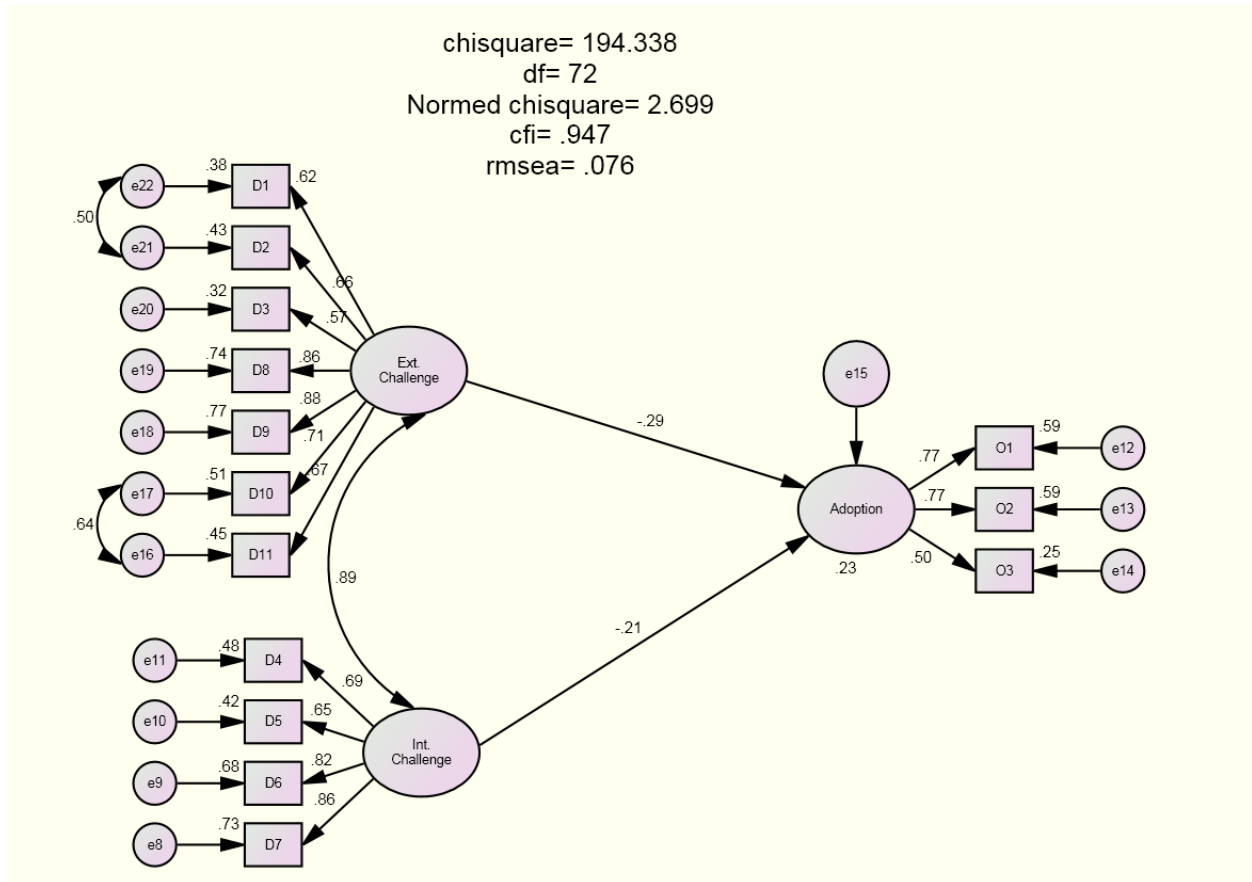 chisquare= 194.338
df= 72
Normed chisquare= 2.699
cfi= .947
rmsea= .076
e22
.38
D1
.62
.50
e21
.43
D2
.66
e20
.32
D3
.57
e19
.74
D8
.86
Ext.
Challenge
e18
.77
D9
.88
e17
.51
D10
.71
.64
e16
.45
D11
.67
.89
-.29
-.21
e15
Adoption
.23
.77
O1
.59
e12
.77
O2
.59
e13
.50
O3
.25
e14
e11
.48
D4
.69
e10
.42
D5
.65
Int.
Challenge
e9
.68
D6
.82
e8
.73
D7
.86